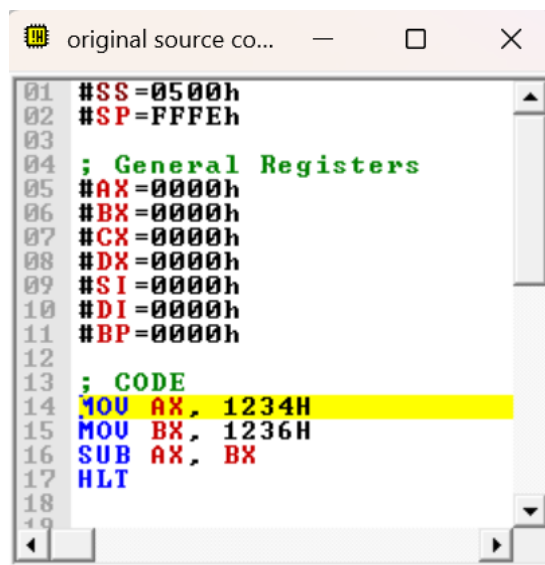 original source co...
01 #SS=0500h
02 #SP=FFFEh
03
04 ; General Registers
05 #AX=0000h
06 #BX=0000h
07 #CX=0000h
08 #DX=0000h
09 #SI=0000h
10 #DI=0000h
11 #BP=0000h
12
13 ; CODE
14 MOV AX, 1234H
15 MOV BX, 1236H
16 SUB AX, BX
17 HLT
18
19